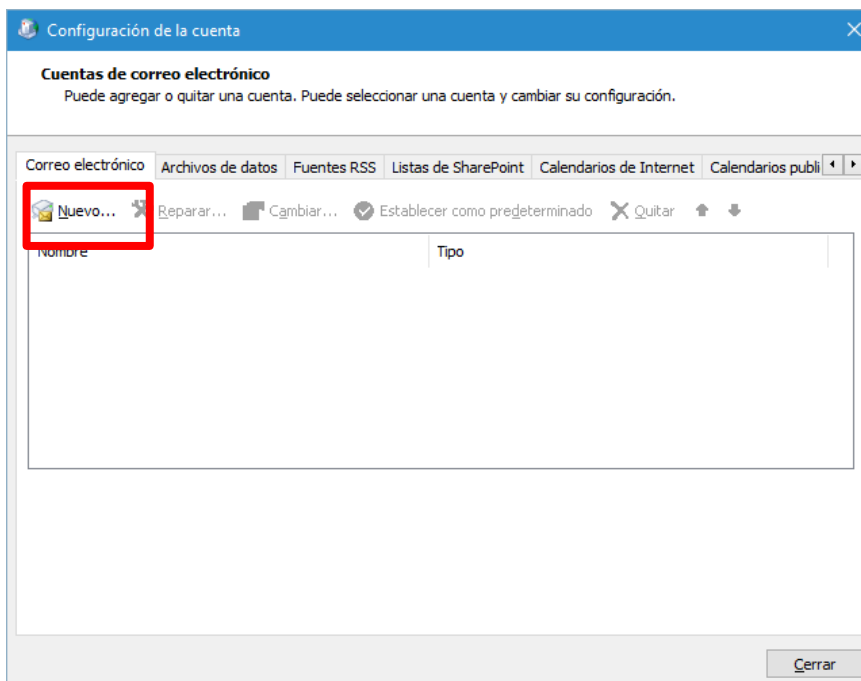 Configuración de la cuenta
Cuentas de correo electrónico
Puede agregar o quitar una cuenta. Puede seleccionar una cuenta y cambiar su configuración.
Correo electrónico Archivos de datos Fuentes RSS Listas de SharePoint Calendarios de Internet Calendarios publi
Nuevo... Reparar... Cambiar... Establecer como predeterminado Quitar
Nombre Tipo
Cerrar